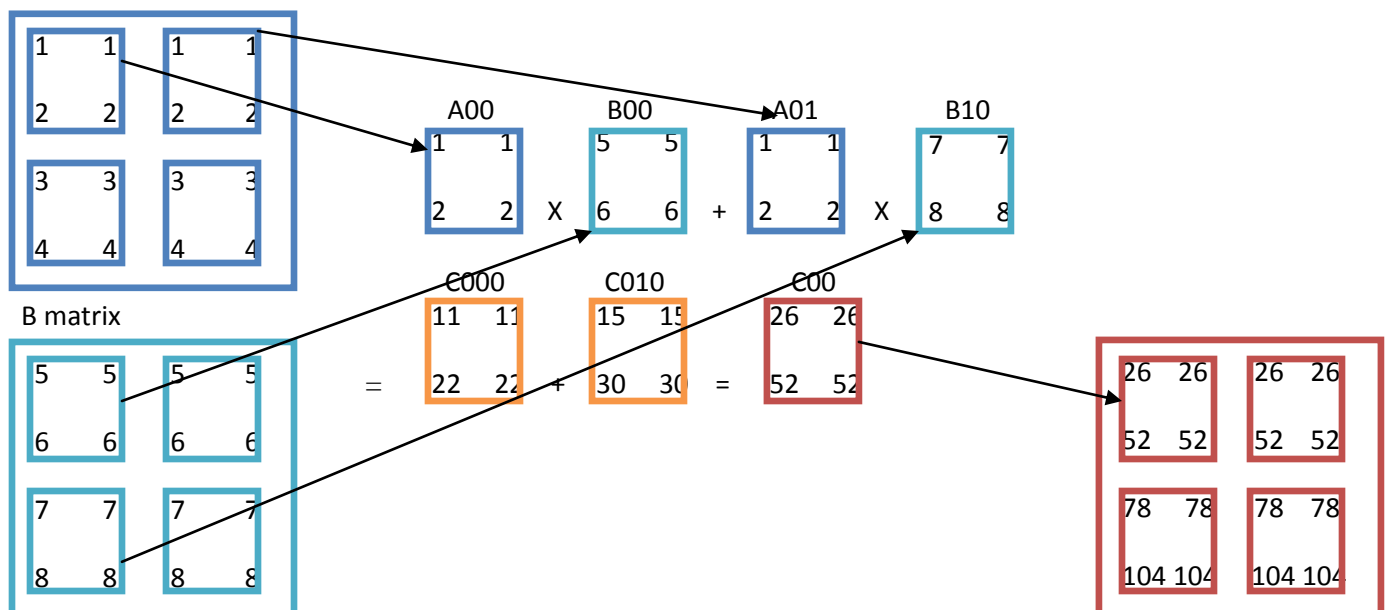 1 1 1 1
2 2 2 2
3 3 3 3
4 4 4 4
A00 B00 A01 B10
1 1 5 5 1 1 7 7
2 2 X 6 6 + 2 2 X 8 8
C000 C010 C00
11 11 15 15 26 26
= 22 22 + 30 30 = 52 52
B matrix
5 5 5 5
6 6 6 6
7 7 7 7
8 8 8 8
26 26 26 26
52 52 52 52
78 78 78 78
104 104 104 104